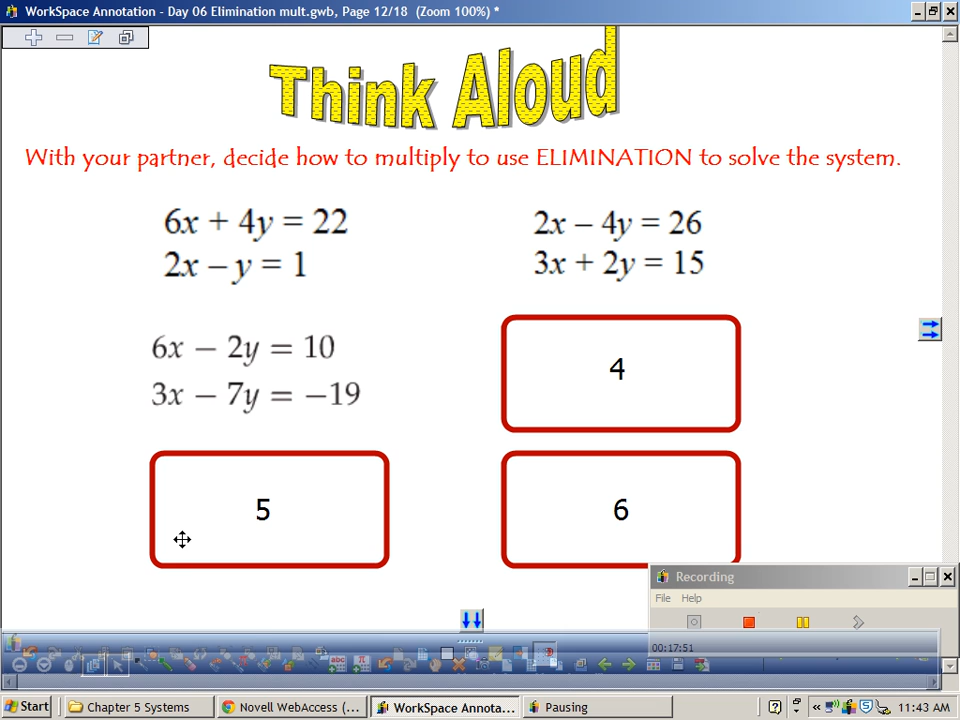 WorkSpace Annotation - Day 06 Elimination mult.gwb, Page 12/18 (Zoom 100%) *
Think Aloud
With your partner, decide how to multiply to use ELIMINATION to solve the system.
6x + 4y = 22
2x – y = 1
2x – 4y = 26
3x + 2y = 15
6x − 2y = 10
3x − 7y = −19
4
5
6
Recording
File Help
00:17:51
Start
Chapter 5 Systems
Novell WebAccess (...
WorkSpace Annota...
Pausing
11:43 AM